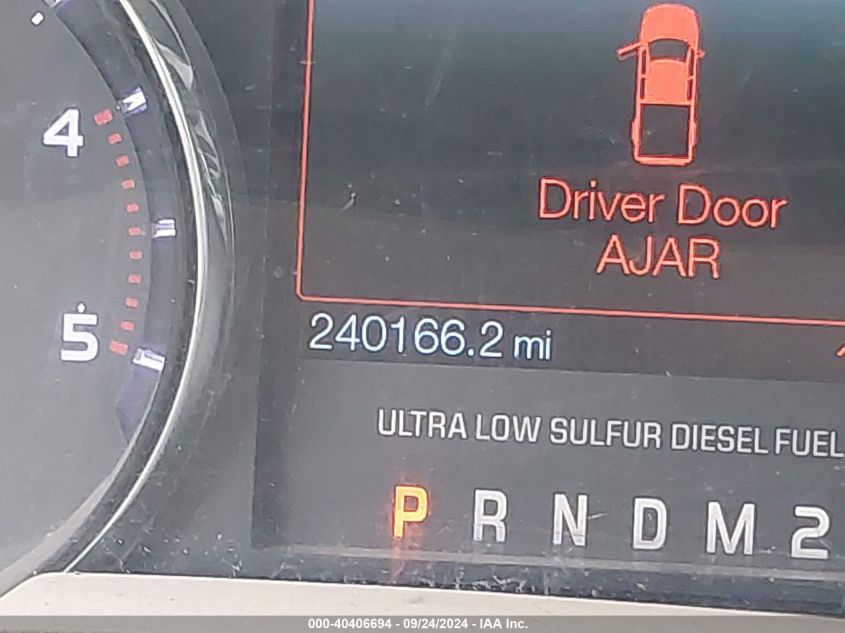 4
5
Driver Door
AJAR
240166.2 mi
ULTRA LOW SULFUR DIESEL FUEL
P R N D M 2
000-40406694 - 09/24/2024 - IAA Inc.